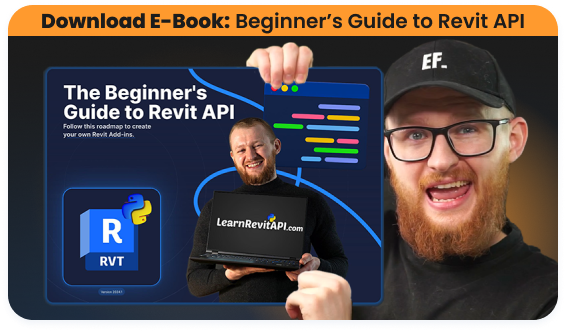 Download E-Book: Beginner’s Guide to Revit API
EF_
The Beginner's
Guide to Revit API
Follow this roadmap to create
your own Revit Add-ins.
LearnRevitAPI.com
R
RVT